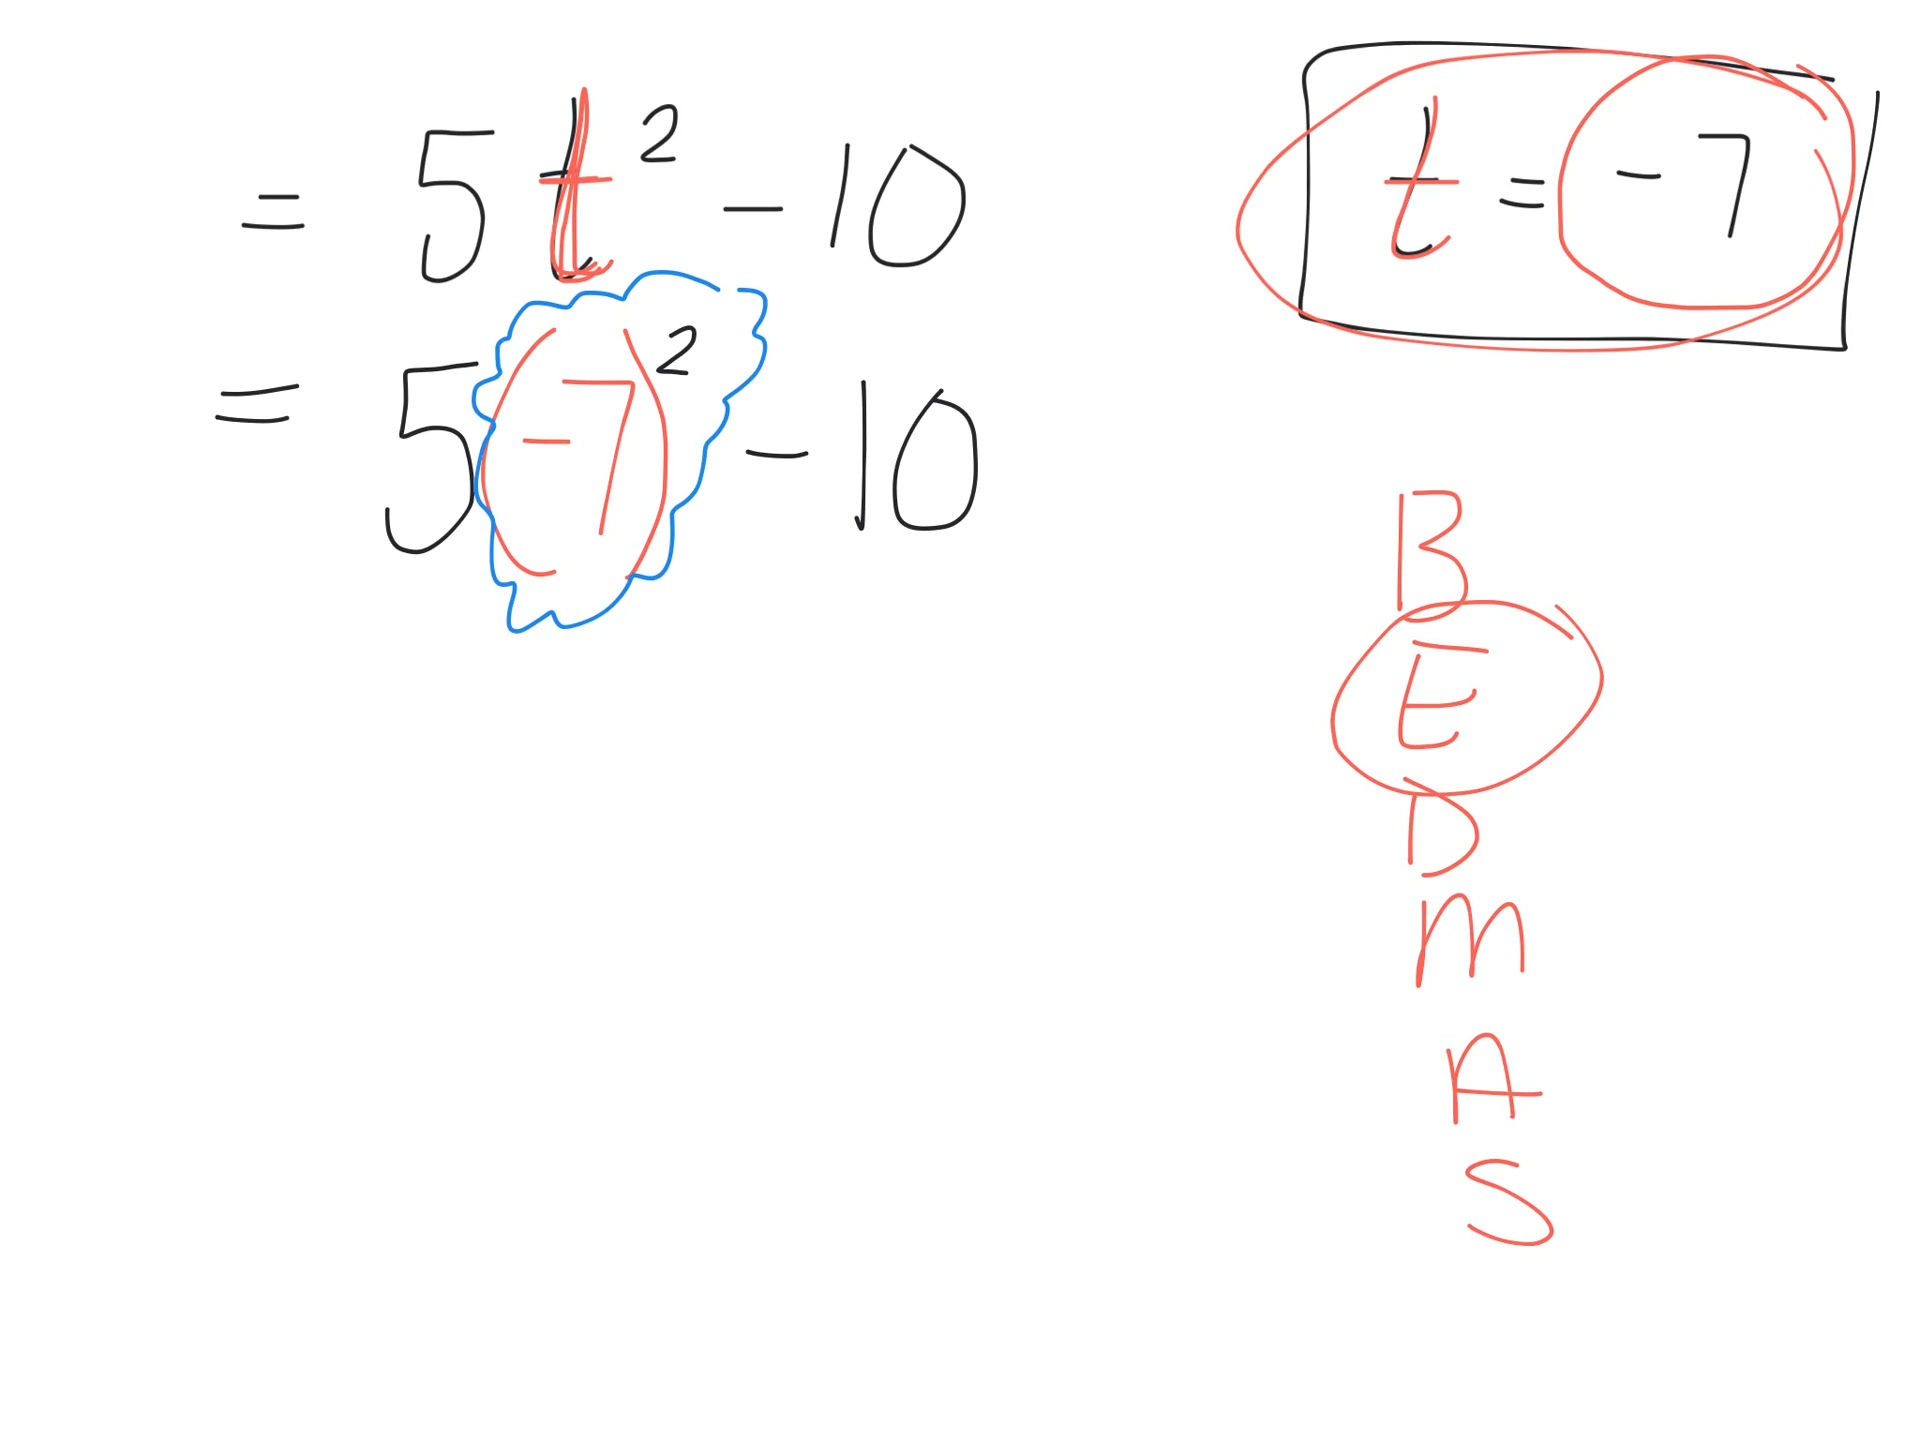 = 5t² - 10
t = -7
= 5(-7)² - 10
B
E
D
M
A
S